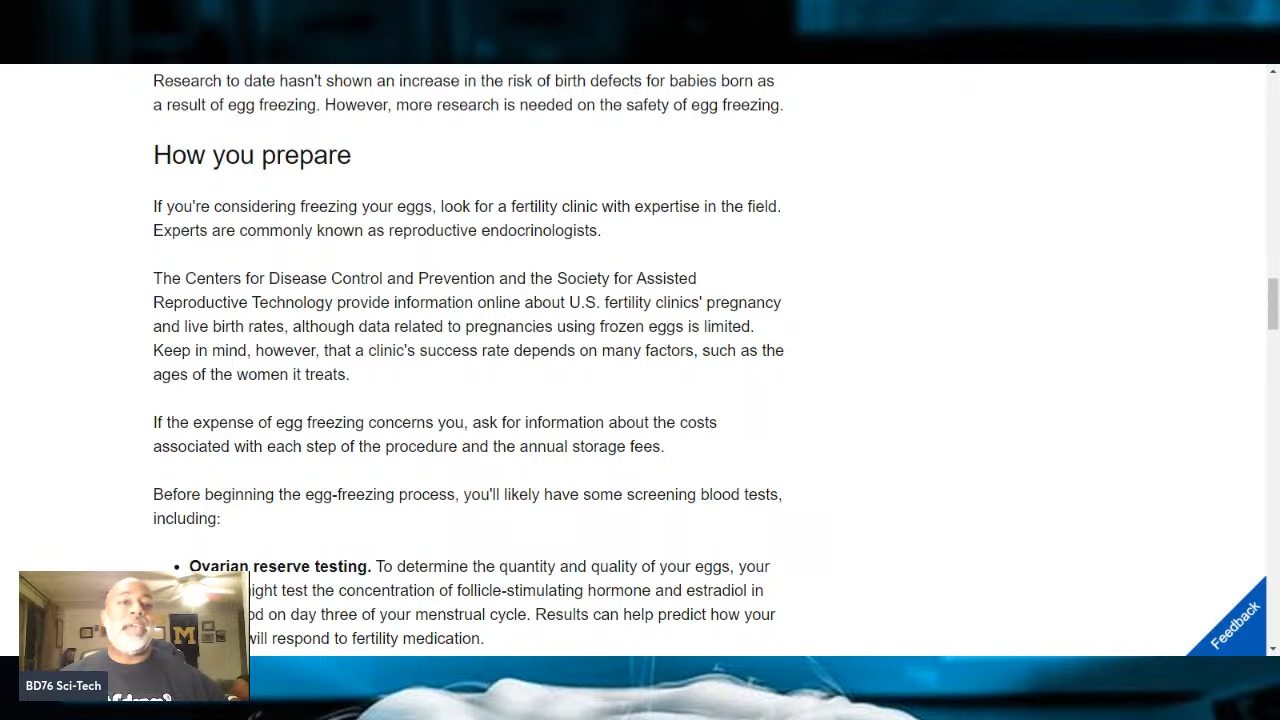 Research to date hasn't shown an increase in the risk of birth defects for babies born as
a result of egg freezing. However, more research is needed on the safety of egg freezing.
How you prepare
If you're considering freezing your eggs, look for a fertility clinic with expertise in the field.
Experts are commonly known as reproductive endocrinologists.
The Centers for Disease Control and Prevention and the Society for Assisted
Reproductive Technology provide information online about U.S. fertility clinics' pregnancy
and live birth rates, although data related to pregnancies using frozen eggs is limited.
Keep in mind, however, that a clinic's success rate depends on many factors, such as the
ages of the women it treats.
If the expense of egg freezing concerns you, ask for information about the costs
associated with each step of the procedure and the annual storage fees.
Before beginning the egg-freezing process, you'll likely have some screening blood tests,
including:
• Ovarian reserve testing. To determine the quantity and quality of your eggs, your
ight test the concentration of follicle-stimulating hormone and estradiol in
od on day three of your menstrual cycle. Results can help predict how your
will respond to fertility medication.
M
BD76 Sci-Tech
Feedback